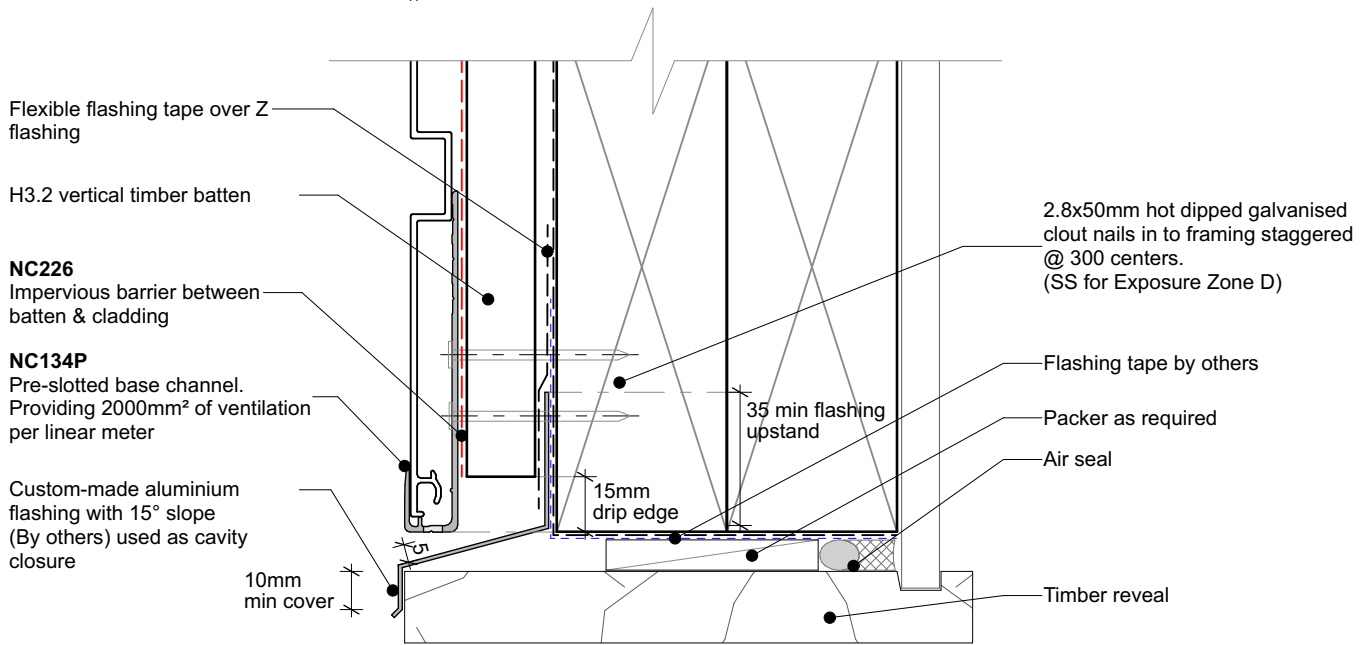 Flexible flashing tape over Z
flashing
H3.2 vertical timber batten
NC226
Impervious barrier between
batten & cladding
NC134P
Pre-slotted base channel.
Providing 2000mm² of ventilation
per linear meter
Custom-made aluminium
flashing with 15° slope
(By others) used as cavity
closure
5
10mm
min cover
15mm
drip edge
35 min flashing
upstand
2.8x50mm hot dipped galvanised
clout nails in to framing staggered
@ 300 centers.
(SS for Exposure Zone D)
Flashing tape by others
Packer as required
Air seal
Timber reveal